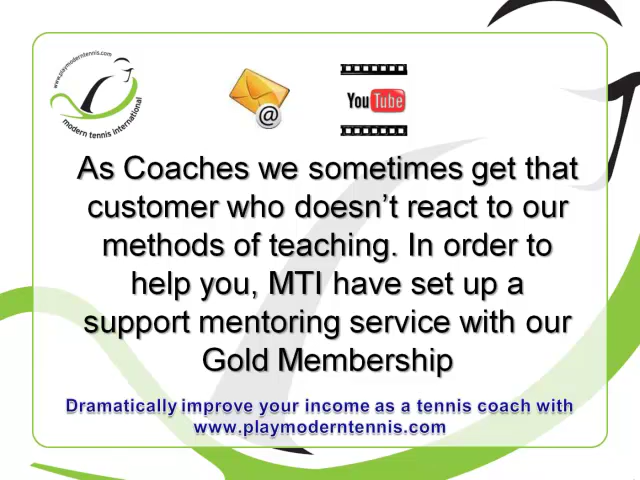 www.playmoderntennis.com
modern tennis international
@
YouTube
As Coaches we sometimes get that
customer who doesn’t react to our
methods of teaching. In order to
help you, MTI have set up a
support mentoring service with our
Gold Membership
Dramatically improve your income as a tennis coach with
www.playmoderntennis.com